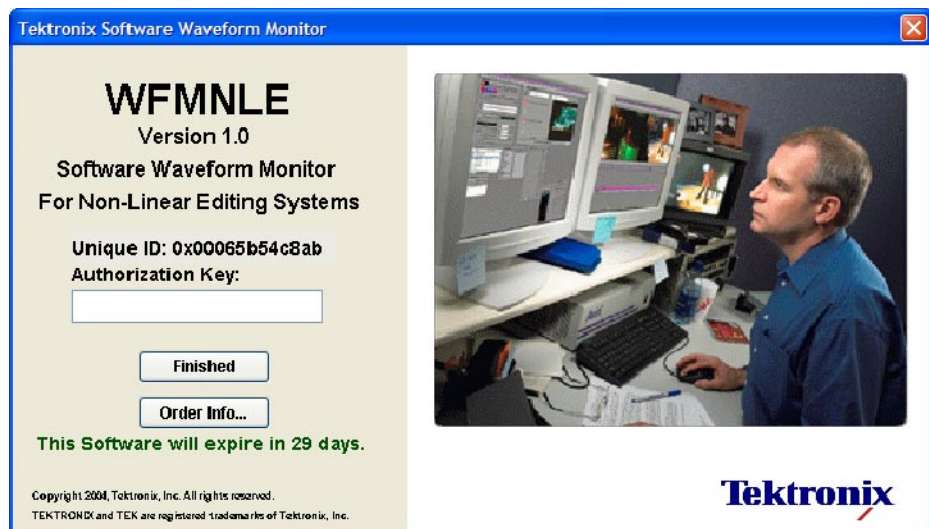 Tektronix Software Waveform Monitor
WFMNLE
Version 1.0
Software Waveform Monitor
For Non-Linear Editing Systems
Unique ID: 0x00065b54c8ab
Authorization Key:
Finished
Order Info...
This Software will expire in 29 days.
Copyright 2004, Tektronix, Inc. All rights reserved.
TEKTRONIX and TEK are registered trademarks of Tektronix, Inc.
Tektronix